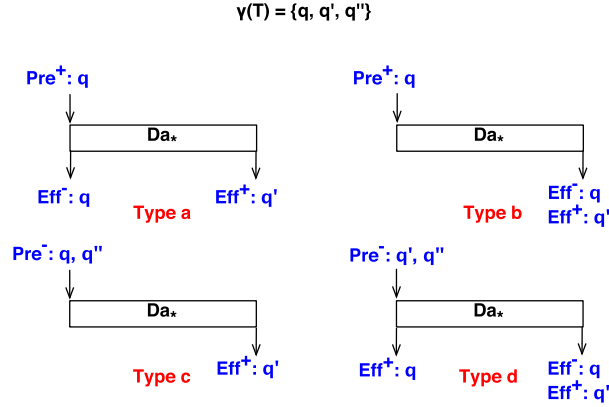 γ(T) = {q, q', q''}
Pre⁺: q
Da*
Eff⁻: q
Eff⁺: q'
Type a
Pre⁺: q
Da*
Eff⁻: q
Eff⁺: q'
Type b
Pre⁻: q, q''
Da*
Eff⁺: q'
Type c
Pre⁻: q', q''
Da*
Eff⁺: q
Eff⁻: q
Eff⁺: q'
Type d